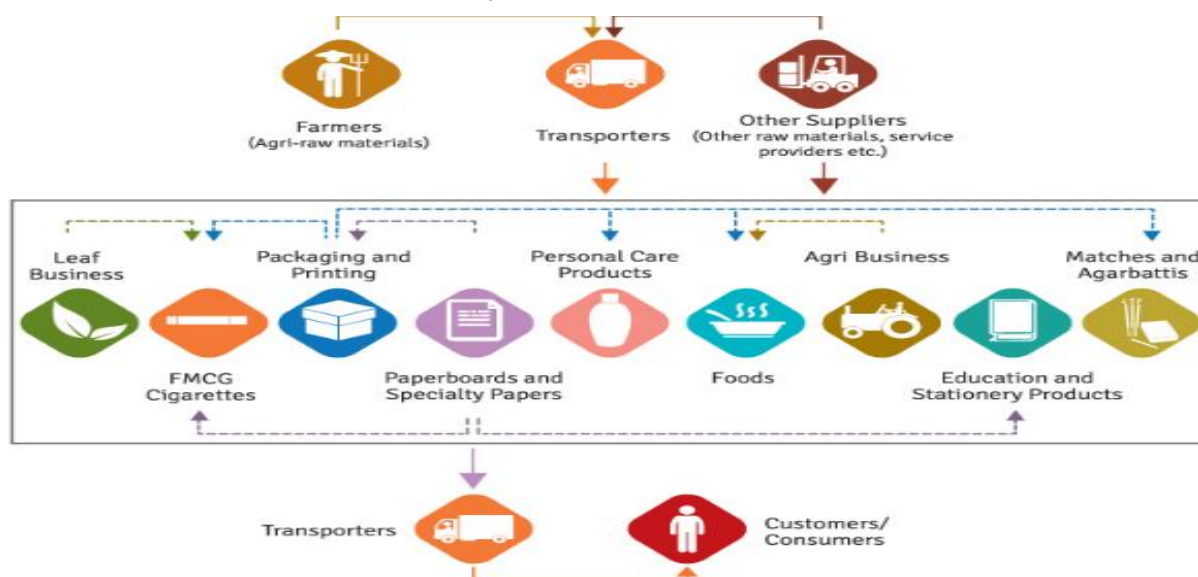 Farmers
(Agri-raw materials)
Transporters
Other Suppliers
(Other raw materials, service
providers etc.)
Leaf
Business
Packaging and
Printing
Personal Care
Products
Agri Business
Matches and
Agarbattis
FMCG
Cigarettes
Paperboards and
Specialty Papers
Foods
Education and
Stationery Products
Transporters
Customers/
Consumers